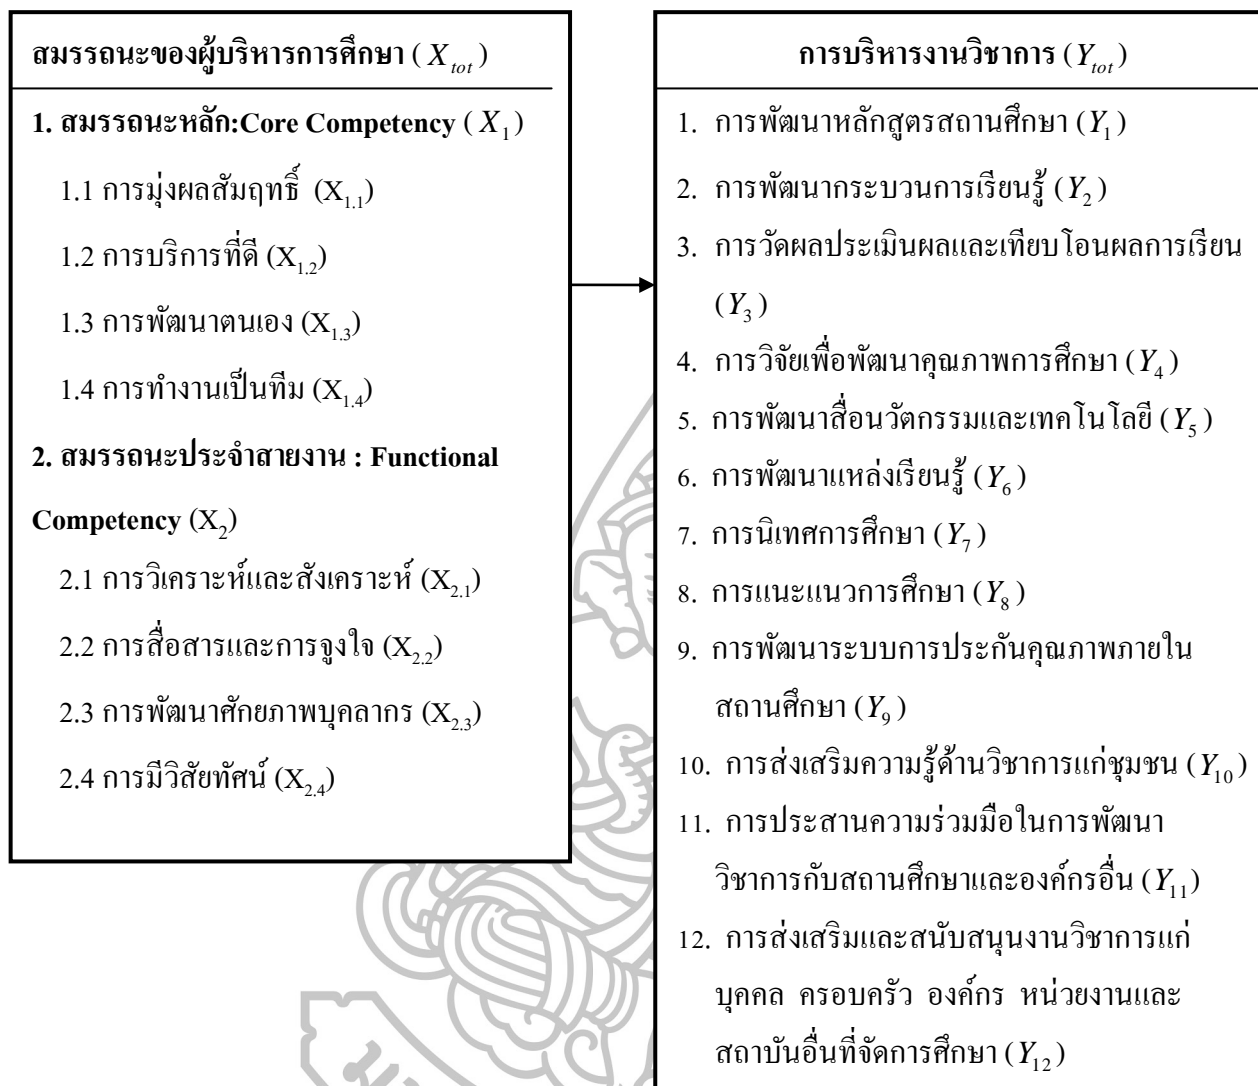 สมรรถนะของผู้บริหารการศึกษา (X_tot)
1. สมรรถนะหลัก:Core Competency (X_1)
1.1 การมุ่งผลสัมฤทธิ์ (X_1.1)
1.2 การบริการที่ดี (X_1.2)
1.3 การพัฒนาตนเอง (X_1.3)
1.4 การทำงานเป็นทีม (X_1.4)
2. สมรรถนะประจำสายงาน : Functional
Competency (X_2)
2.1 การวิเคราะห์และสังเคราะห์ (X_2.1)
2.2 การสื่อสารและการจูงใจ (X_2.2)
2.3 การพัฒนาศักยภาพบุคลากร (X_2.3)
2.4 การมีวิสัยทัศน์ (X_2.4)
การบริหารงานวิชาการ (Y_tot)
1. การพัฒนาหลักสูตรสถานศึกษา (Y_1)
2. การพัฒนากระบวนการเรียนรู้ (Y_2)
3. การวัดผลประเมินผลและเทียบโอนผลการเรียน
(Y_3)
4. การวิจัยเพื่อพัฒนาคุณภาพการศึกษา (Y_4)
5. การพัฒนาสื่อนวัตกรรมและเทคโนโลยี (Y_5)
6. การพัฒนาแหล่งเรียนรู้ (Y_6)
7. การนิเทศการศึกษา (Y_7)
8. การแนะแนวการศึกษา (Y_8)
9. การพัฒนาระบบการประกันคุณภาพภายใน
สถานศึกษา (Y_9)
10. การส่งเสริมความรู้ด้านวิชาการแก่ชุมชน (Y_10)
11. การประสานความร่วมมือในการพัฒนา
วิชาการกับสถานศึกษาและองค์กรอื่น (Y_11)
12. การส่งเสริมและสนับสนุนงานวิชาการแก่
บุคคล ครอบครัว องค์กร หน่วยงานและ
สถาบันอื่นที่จัดการศึกษา (Y_12)